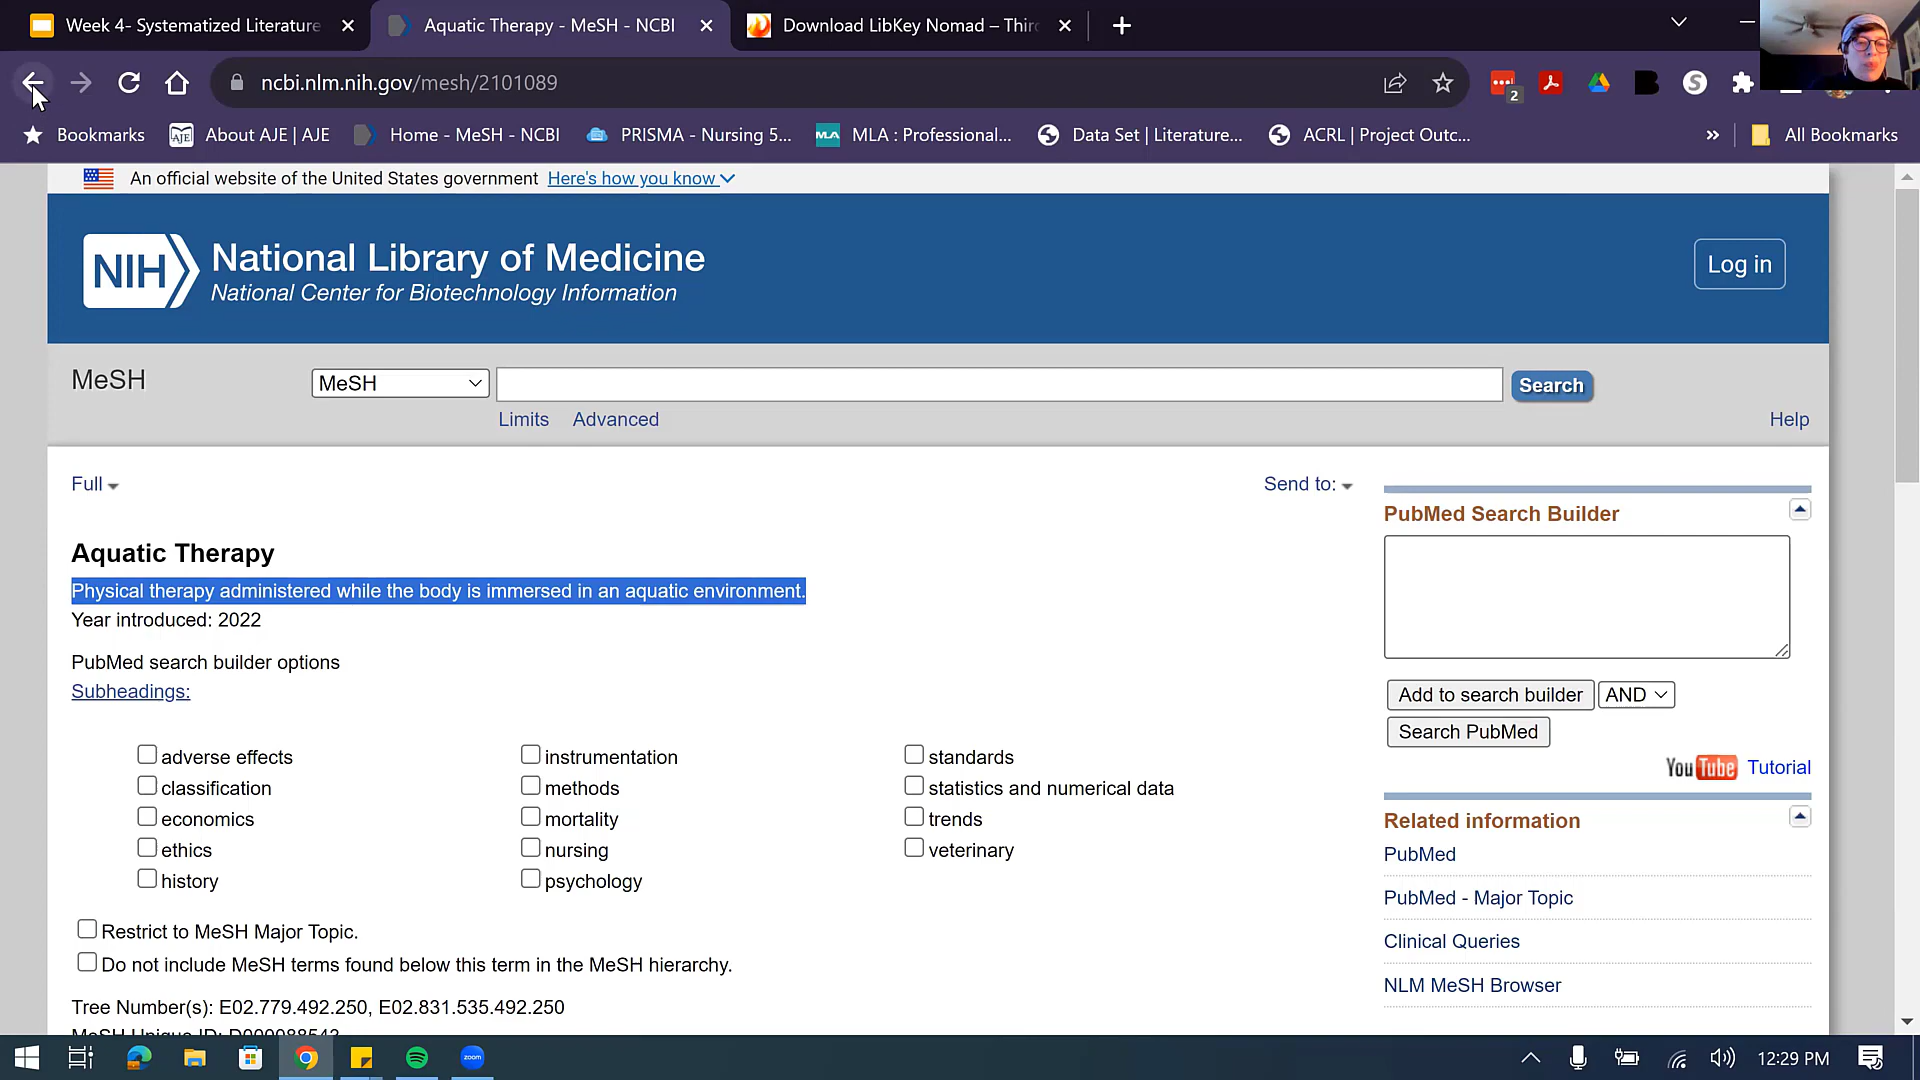 Week 4- Systematized Literature
Aquatic Therapy - MeSH - NCBI
Download LibKey Nomad – Thir
ncbi.nlm.nih.gov/mesh/2101089
2
Bookmarks
AJE
About AJE | AJE
Home - MeSH - NCBI
PRISMA - Nursing 5...
MLA
MLA : Professional...
Data Set | Literature...
ACRL | Project Outc...
All Bookmarks
An official website of the United States government Here's how you know
NIH
National Library of Medicine
National Center for Biotechnology Information
Log in
MeSH
MeSH
Search
Limits
Advanced
Help
Full
Send to:
Aquatic Therapy
Physical therapy administered while the body is immersed in an aquatic environment.
Year introduced: 2022
PubMed search builder options
Subheadings:
adverse effects
classification
economics
ethics
history
instrumentation
methods
mortality
nursing
psychology
standards
statistics and numerical data
trends
veterinary
Restrict to MeSH Major Topic.
Do not include MeSH terms found below this term in the MeSH hierarchy.
Tree Number(s): E02.779.492.250, E02.831.535.492.250
MeSH Unique ID: D000088542
PubMed Search Builder
Add to search builder
AND
Search PubMed
YouTube Tutorial
Related information
PubMed
PubMed - Major Topic
Clinical Queries
NLM MeSH Browser
zoom
12:29 PM